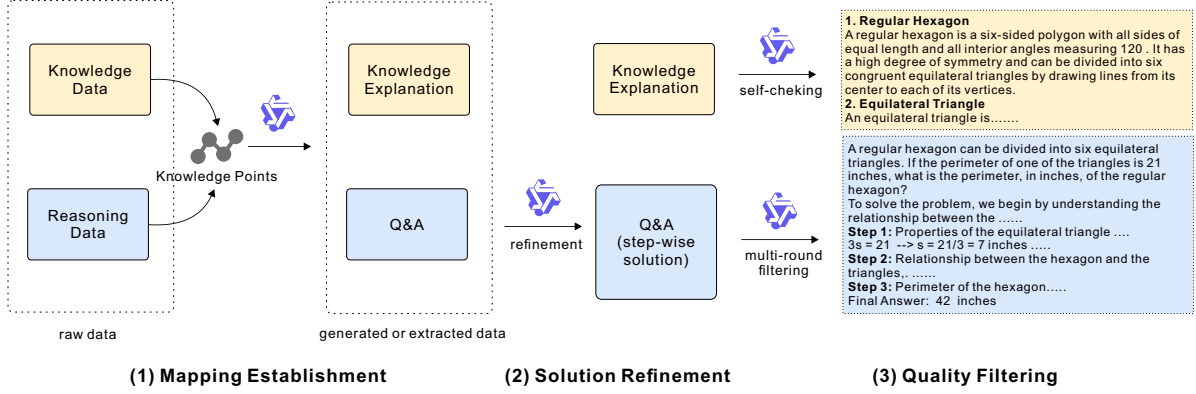 Knowledge
Data
Reasoning
Data
raw data
Knowledge Points
Knowledge
Explanation
Q&A
generated or extracted data
refinement
Knowledge
Explanation
Q&A
(step-wise
solution)
self-cheking
multi-round
filtering
1. Regular Hexagon
A regular hexagon is a six-sided polygon with all sides of
equal length and all interior angles measuring 120 . It has
a high degree of symmetry and can be divided into six
congruent equilateral triangles by drawing lines from its
center to each of its vertices.
2. Equilateral Triangle
An equilateral triangle is.......
A regular hexagon can be divided into six equilateral
triangles. If the perimeter of one of the triangles is 21
inches, what is the perimeter, in inches, of the regular
hexagon?
To solve the problem, we begin by understanding the
relationship between the ......
Step 1: Properties of the equilateral triangle ....
3s = 21 --> s = 21/3 = 7 inches .....
Step 2: Relationship between the hexagon and the
triangles,. ......
Step 3: Perimeter of the hexagon.....
Final Answer: 42 inches
(1) Mapping Establishment
(2) Solution Refinement
(3) Quality Filtering